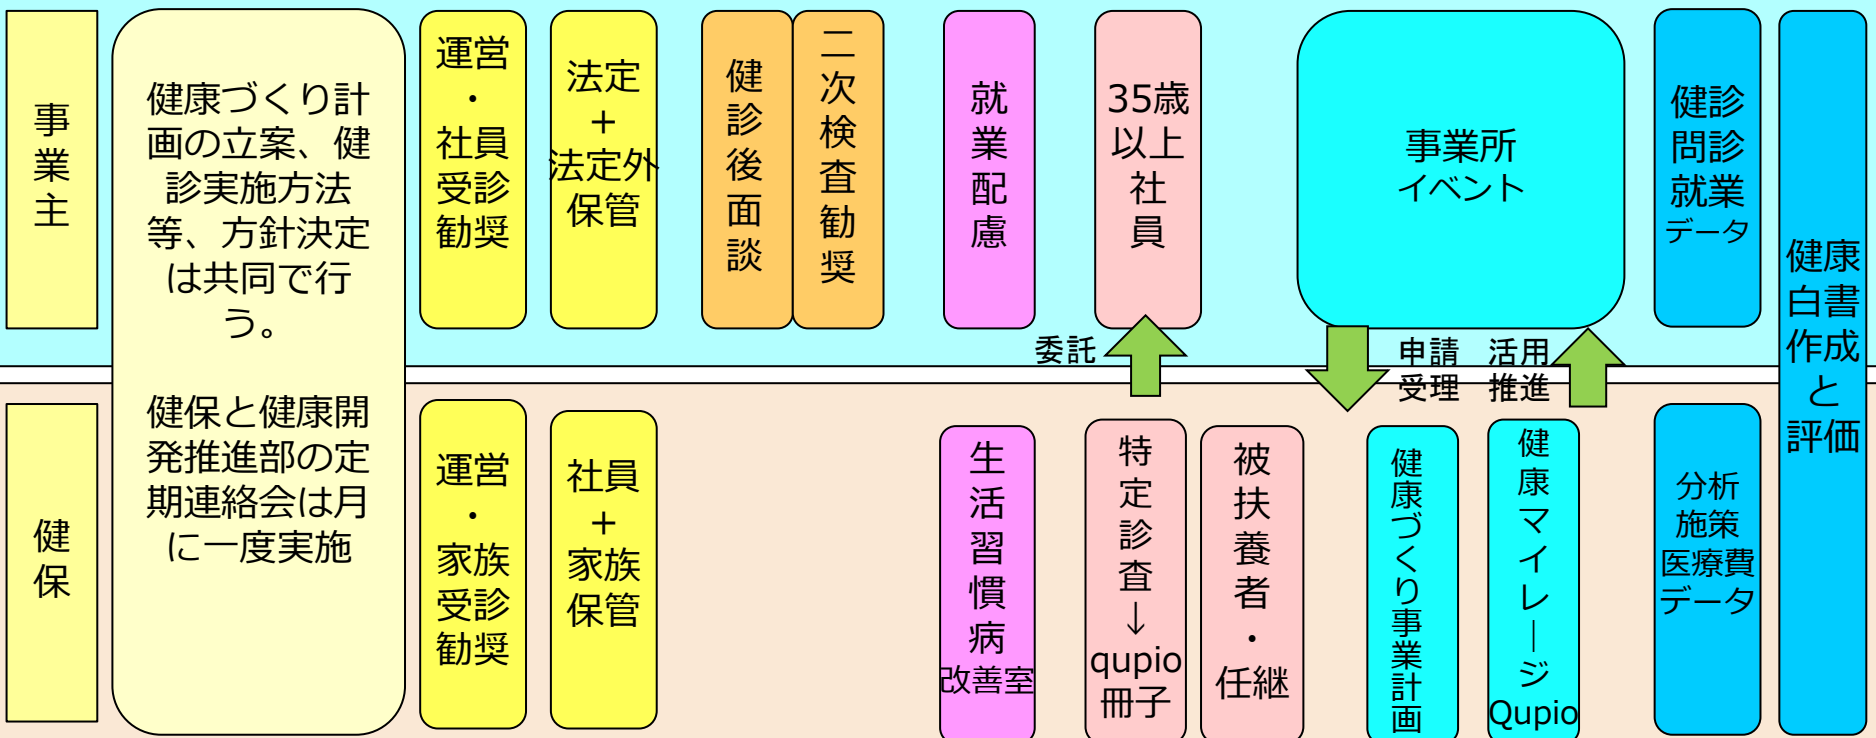 事業主
健康づくり計
画の立案、健
診実施方法
等、方針決定
は共同で行
う。
健保と健康開
発推進部の定
期連絡会は月
に一度実施
運営
・
社員
受診
勧奨
法定
+
法定外
保管
健診後面談
二次検査勧奨
就業配慮
35歳
以上
社
員
事業所
イベント
健診
問診
就業
データ
健康
白書
作成
と
評価
委託
申請
受理
活用
推進
健保
運営
・
家族
受診
勧奨
社員
+
家族
保管
生活習慣病
改善室
特定診査↓
qupio
冊子
被扶養者・
任継
健康づくり事業計画
健康マイレージ
Qupio
分析
施策
医療費
データ